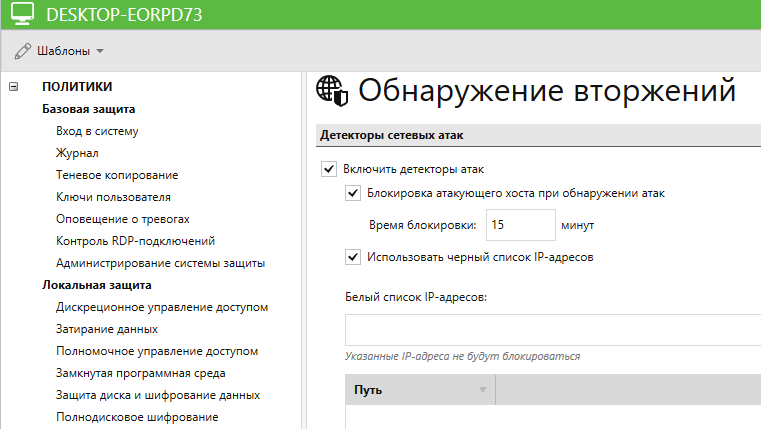 DESKTOP-EORPD73
Шаблоны
ПОЛИТИКИ
Базовая защита
Вход в систему
Журнал
Теневое копирование
Ключи пользователя
Оповещение о тревогах
Контроль RDP-подключений
Администрирование системы защиты
Локальная защита
Дискреционное управление доступом
Затирание данных
Полномочное управление доступом
Замкнутая программная среда
Защита диска и шифрование данных
Полнодисковое шифрование
Обнаружение вторжений
Детекторы сетевых атак
Включить детекторы атак
Блокировка атакующего хоста при обнаружении атак
Время блокировки: 15 минут
Использовать черный список IP-адресов
Белый список IP-адресов:
Указанные IP-адреса не будут блокироваться
Путь